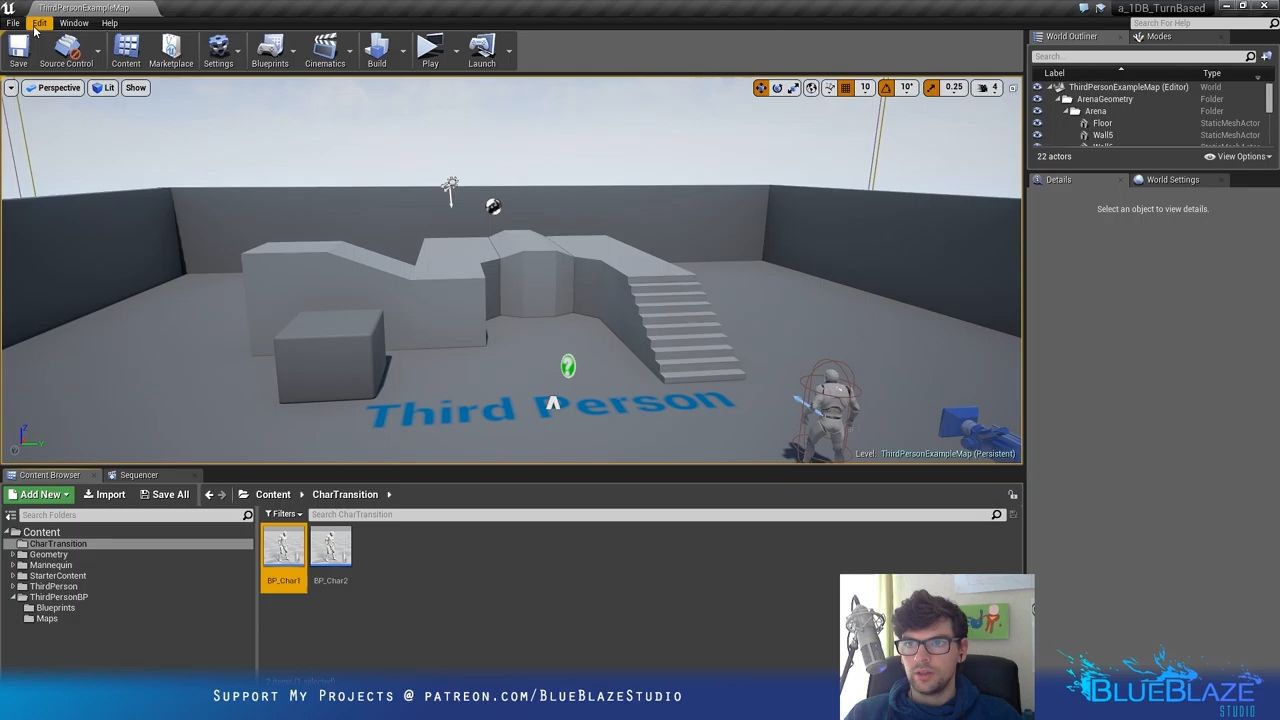 ThirdPersonExampleMap
a_1DB_TurnBased
File Edit Window Help
Search For Help
Save Source Control Content Marketplace Settings Blueprints Cinematics Build Play Launch
World Outliner Modes
Search...
Label Type
ThirdPersonExampleMap (Editor) World
ArenaGeometry Folder
Arena Folder
Floor StaticMeshActor
Wall5 StaticMeshActor
22 actors View Options
Perspective Lit Show
10 10° 0.25 4
Details World Settings
Select an object to view details.
Third Person
Level: ThirdPersonExampleMap (Persistent)
Content Browser Sequencer
Add New Import Save All Content CharTransition
Search Folders
Filters Search CharTransition
Content
CharTransition
Geometry
Mannequin
StarterContent
ThirdPerson
ThirdPersonBP
Blueprints
Maps
BP_Char1 BP_Char2
Support My Projects @ patreon.com/BlueBlazeStudio
BlueBlaze
Studio